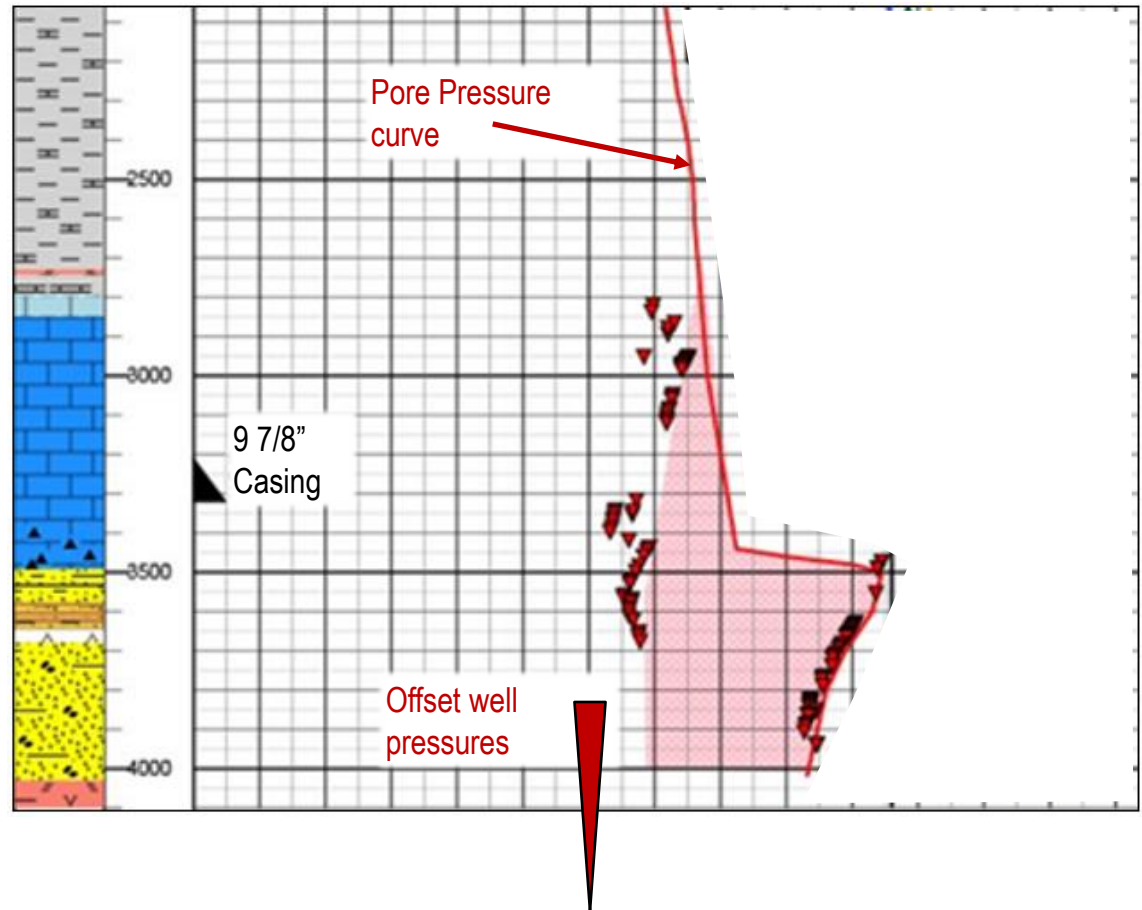 Pore Pressure
curve
2500
3000
9 7/8”
Casing
3500
Offset well
pressures
4000